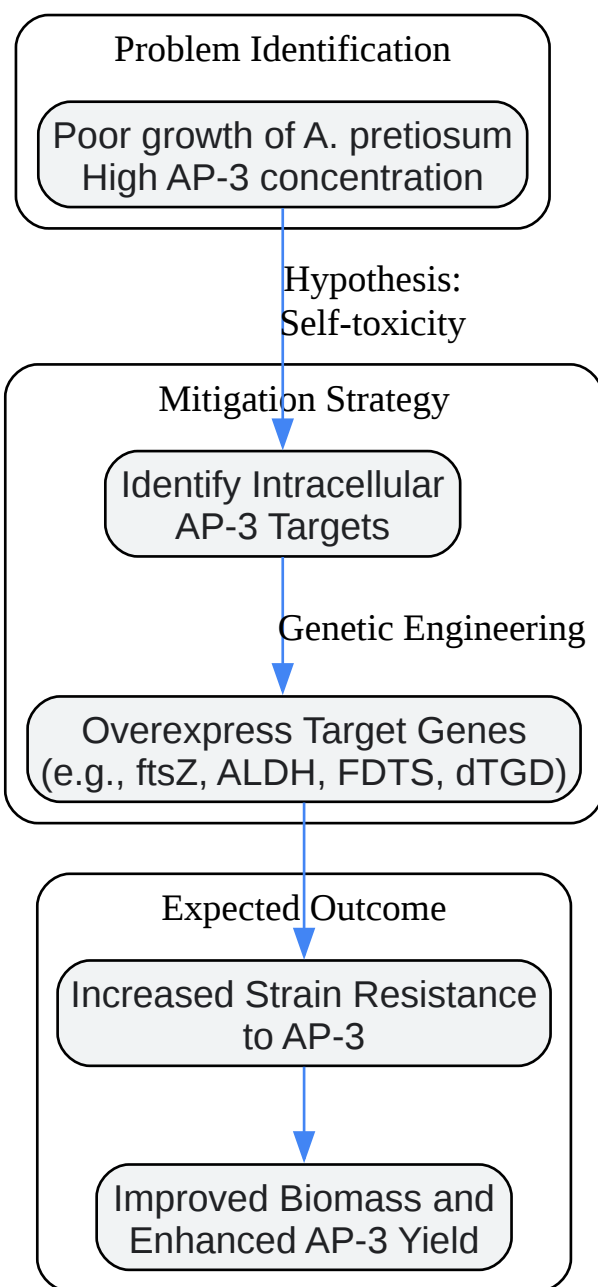 Problem Identification
Poor growth of A. pretiosum
High AP-3 concentration
Hypothesis:
Self-toxicity
Mitigation Strategy
Identify Intracellular
AP-3 Targets
Genetic Engineering
Overexpress Target Genes
(e.g., ftsZ, ALDH, FDTS, dTGD)
Expected Outcome
Increased Strain Resistance
to AP-3
Improved Biomass and
Enhanced AP-3 Yield